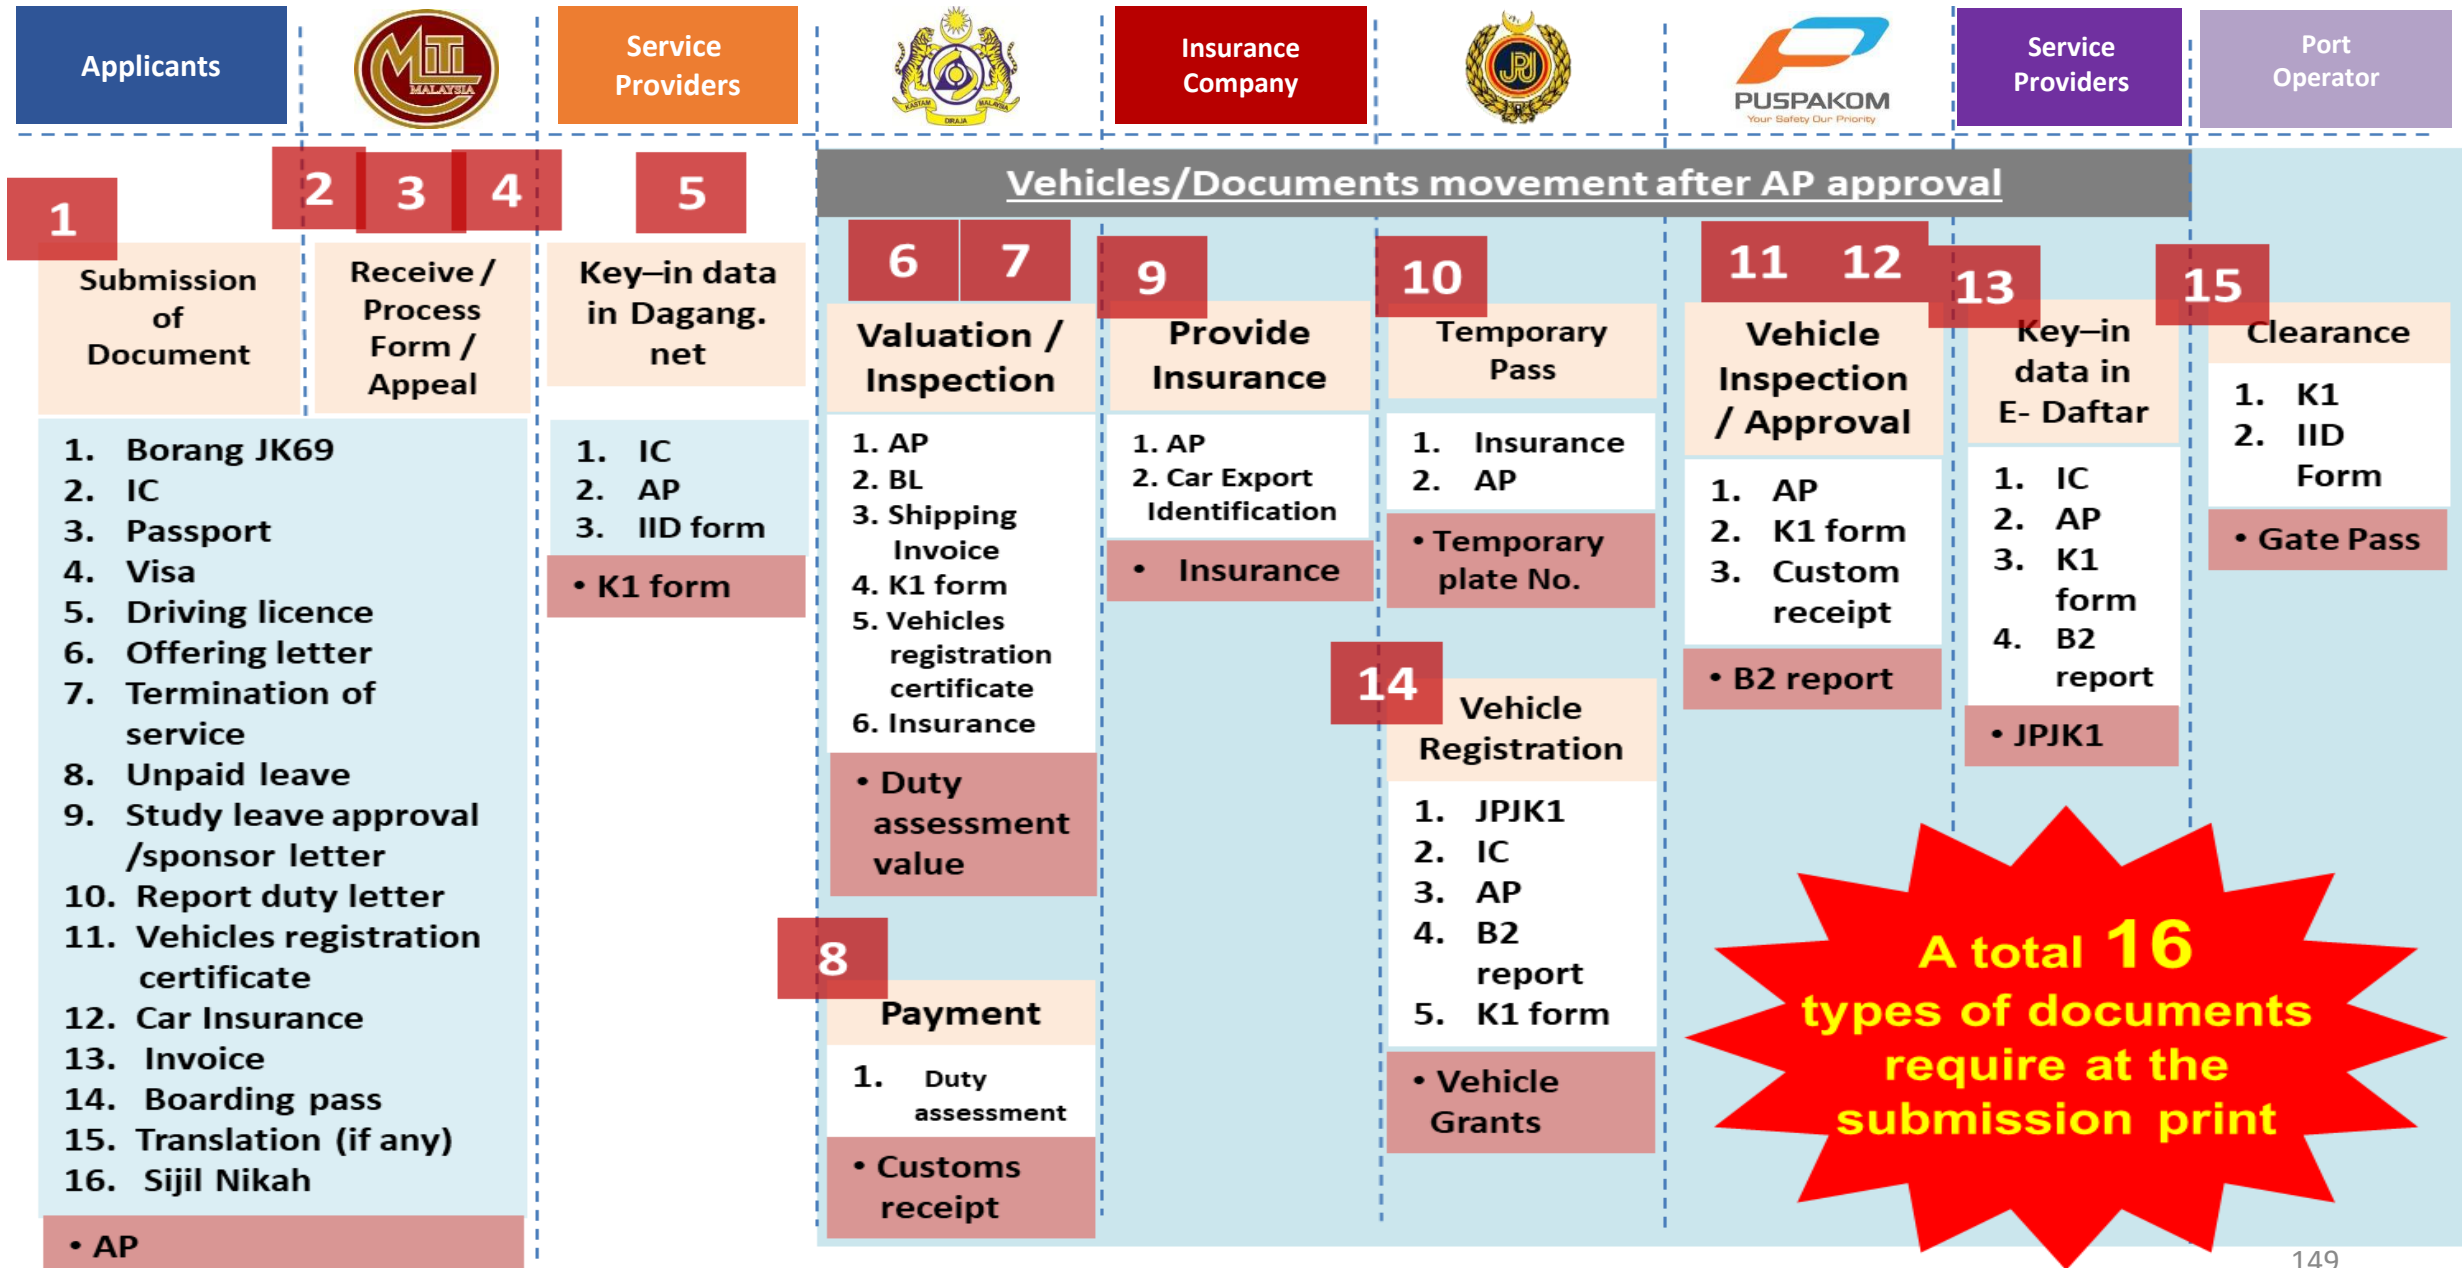 Applicants
MITI
MALAYSIA
Service
Providers
KASTAM
MALAYSIA
DIRAJA
Insurance
Company
JPJ
PUSPAKOM
Your Safety Our Priority
Service
Providers
Port
Operator
Vehicles/Documents movement after AP approval
1
Submission
of
Document
2
3
4
Receive /
Process
Form /
Appeal
1. Borang JK69
2. IC
3. Passport
4. Visa
5. Driving licence
6. Offering letter
7. Termination of
service
8. Unpaid leave
9. Study leave approval
/sponsor letter
10. Report duty letter
11. Vehicles registration
certificate
12. Car Insurance
13. Invoice
14. Boarding pass
15. Translation (if any)
16. Sijil Nikah
• AP
5
Key–in data
in Dagang.
net
1. IC
2. AP
3. IID form
• K1 form
6
7
Valuation /
Inspection
1. AP
2. BL
3. Shipping
Invoice
4. K1 form
5. Vehicles
registration
certificate
6. Insurance
• Duty
assessment
value
8
Payment
1. Duty
assessment
• Customs
receipt
9
Provide
Insurance
1. AP
2. Car Export
Identification
• Insurance
10
Temporary
Pass
1. Insurance
2. AP
• Temporary
plate No.
14
Vehicle
Registration
1. JPJK1
2. IC
3. AP
4. B2
report
5. K1 form
• Vehicle
Grants
11
12
Vehicle
Inspection
/ Approval
1. AP
2. K1 form
3. Custom
receipt
• B2 report
13
Key–in
data in
E- Daftar
1. IC
2. AP
3. K1
form
4. B2
report
• JPJK1
15
Clearance
1. K1
2. IID
Form
• Gate Pass
A total 16
types of documents
require at the
submission print
149